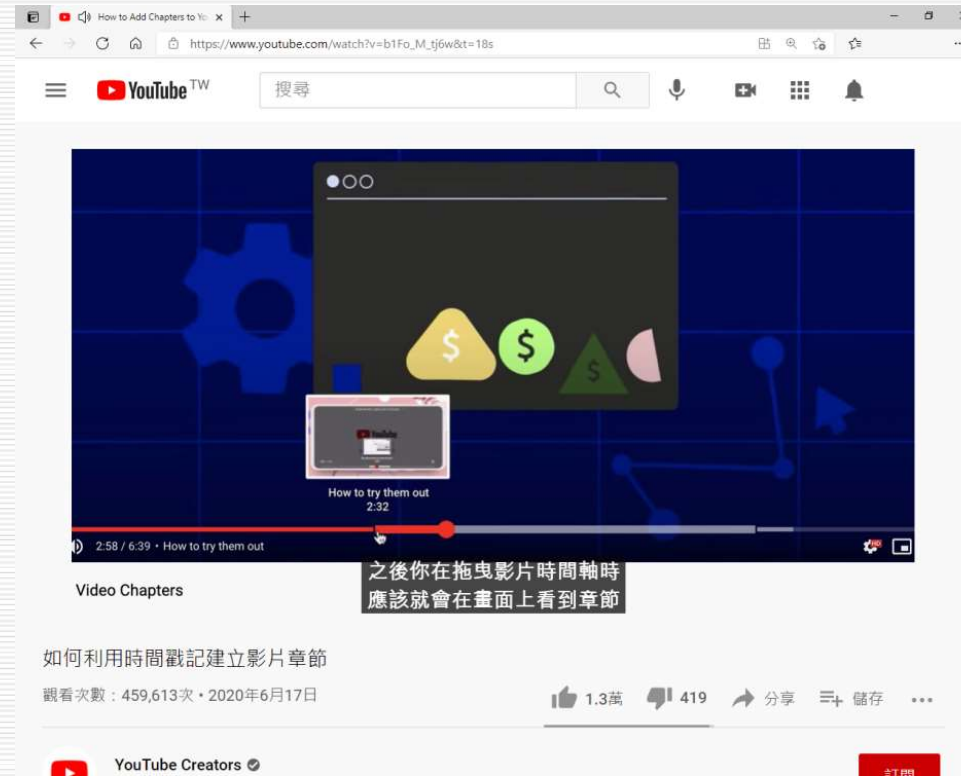 How to Add Chapters to Yo
https://www.youtube.com/watch?v=b1Fo_M_tj6w&t=18s
YouTube TW
搜尋
$ $ $
How to try them out
2:32
2:58 / 6:39 • How to try them out
HD
之後你在拖曳影片時間軸時
應該就會在畫面上看到章節
Video Chapters
如何利用時間戳記建立影片章節
觀看次數：459,613次 • 2020年6月17日
1.3萬 419 分享 儲存
YouTube Creators
訂閱